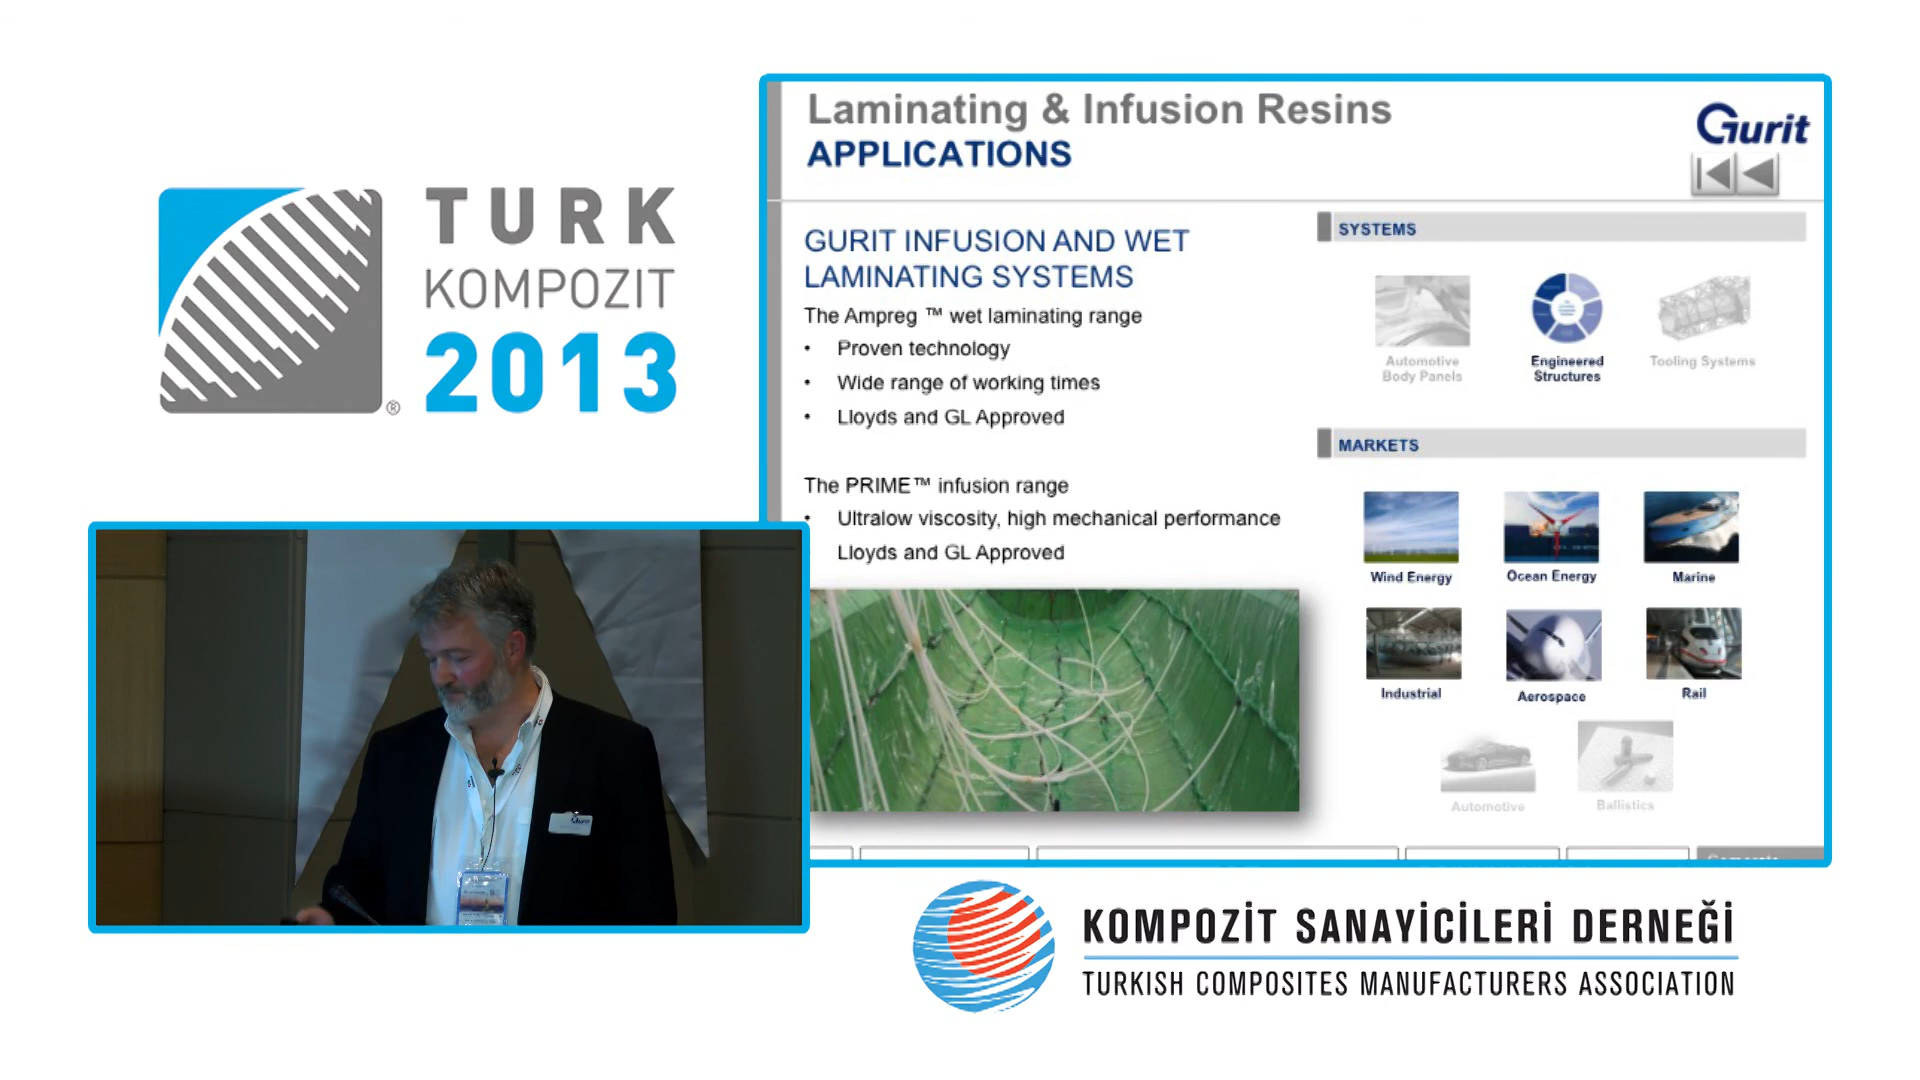 TURK
KOMPOZIT
2013
®
Laminating & Infusion Resins
APPLICATIONS
Gurit
GURIT INFUSION AND WET
LAMINATING SYSTEMS
The Ampreg ™ wet laminating range
• Proven technology
• Wide range of working times
• Lloyds and GL Approved
The PRIME™ infusion range
• Ultralow viscosity, high mechanical performance
Lloyds and GL Approved
SYSTEMS
Automotive
Body Panels
Engineered
Structures
Tooling Systems
MARKETS
Wind Energy
Ocean Energy
Marine
Industrial
Aerospace
Rail
Automotive
Ballistics
Gurit
KOMPOZİT SANAYİCİLERİ DERNEĞİ
TURKISH COMPOSITES MANUFACTURERS ASSOCIATION